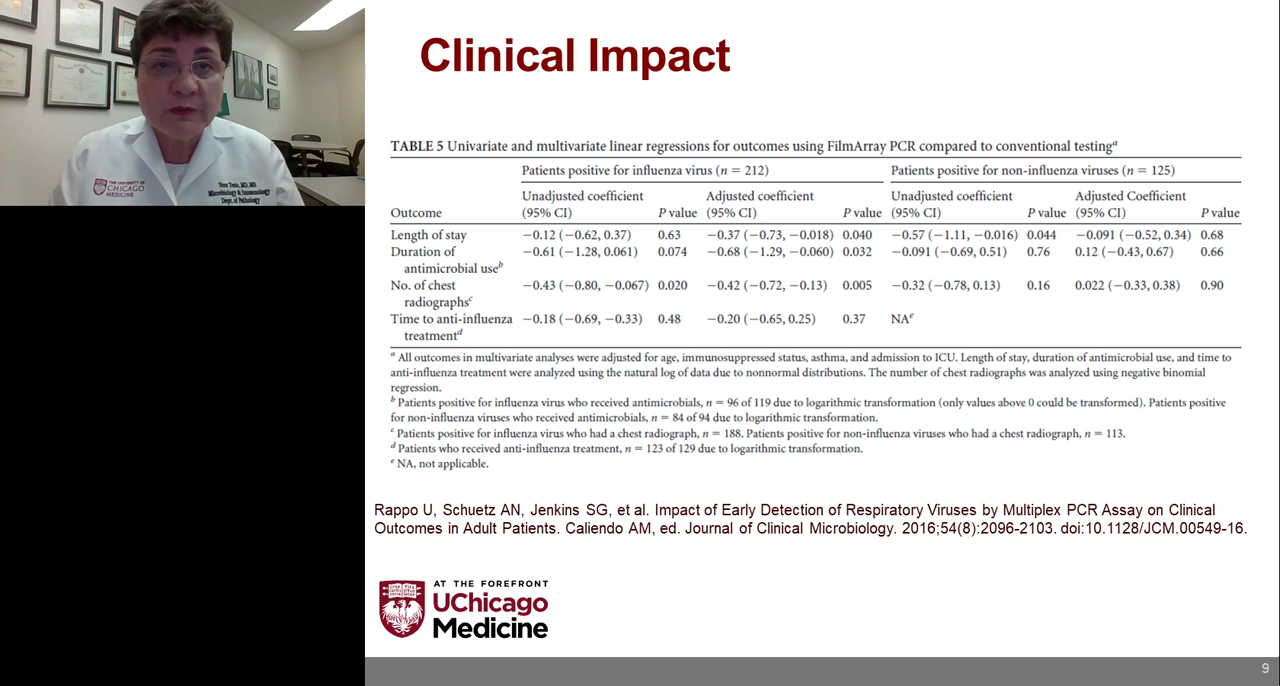 THE UNIVERSITY OF
CHICAGO
MEDICINE
Vera Tesic, MD, MS
Microbiology & Immunology
Dept. of Pathology
Clinical Impact
TABLE 5 Univariate and multivariate linear regressions for outcomes using FilmArray PCR compared to conventional testing^a
Patients positive for influenza virus (n = 212) Patients positive for non-influenza viruses (n = 125)
Unadjusted coefficient Adjusted coefficient Unadjusted coefficient Adjusted Coefficient
Outcome (95% CI) P value (95% CI) P value (95% CI) P value (95% CI) P value
Length of stay −0.12 (−0.62, 0.37) 0.63 −0.37 (−0.73, −0.018) 0.040 −0.57 (−1.11, −0.016) 0.044 −0.091 (−0.52, 0.34) 0.68
Duration of −0.61 (−1.28, 0.061) 0.074 −0.68 (−1.29, −0.060) 0.032 −0.091 (−0.69, 0.51) 0.76 0.12 (−0.43, 0.67) 0.66
antimicrobial use^b
No. of chest −0.43 (−0.80, −0.067) 0.020 −0.42 (−0.72, −0.13) 0.005 −0.32 (−0.78, 0.13) 0.16 0.022 (−0.33, 0.38) 0.90
radiographs^c
Time to anti-influenza −0.18 (−0.69, −0.33) 0.48 −0.20 (−0.65, 0.25) 0.37 NA^e
treatment^d
^a All outcomes in multivariate analyses were adjusted for age, immunosuppressed status, asthma, and admission to ICU. Length of stay, duration of antimicrobial use, and time to
anti-influenza treatment were analyzed using the natural log of data due to nonnormal distributions. The number of chest radiographs was analyzed using negative binomial
regression.
^b Patients positive for influenza virus who received antimicrobials, n = 96 of 119 due to logarithmic transformation (only values above 0 could be transformed). Patients positive
for non-influenza viruses who received antimicrobials, n = 84 of 94 due to logarithmic transformation.
^c Patients positive for influenza virus who had a chest radiograph, n = 188. Patients positive for non-influenza viruses who had a chest radiograph, n = 113.
^d Patients who received anti-influenza treatment, n = 123 of 129 due to logarithmic transformation.
^e NA, not applicable.
Rappo U, Schuetz AN, Jenkins SG, et al. Impact of Early Detection of Respiratory Viruses by Multiplex PCR Assay on Clinical
Outcomes in Adult Patients. Caliendo AM, ed. Journal of Clinical Microbiology. 2016;54(8):2096-2103. doi:10.1128/JCM.00549-16.
AT THE FOREFRONT
UChicago
Medicine
9